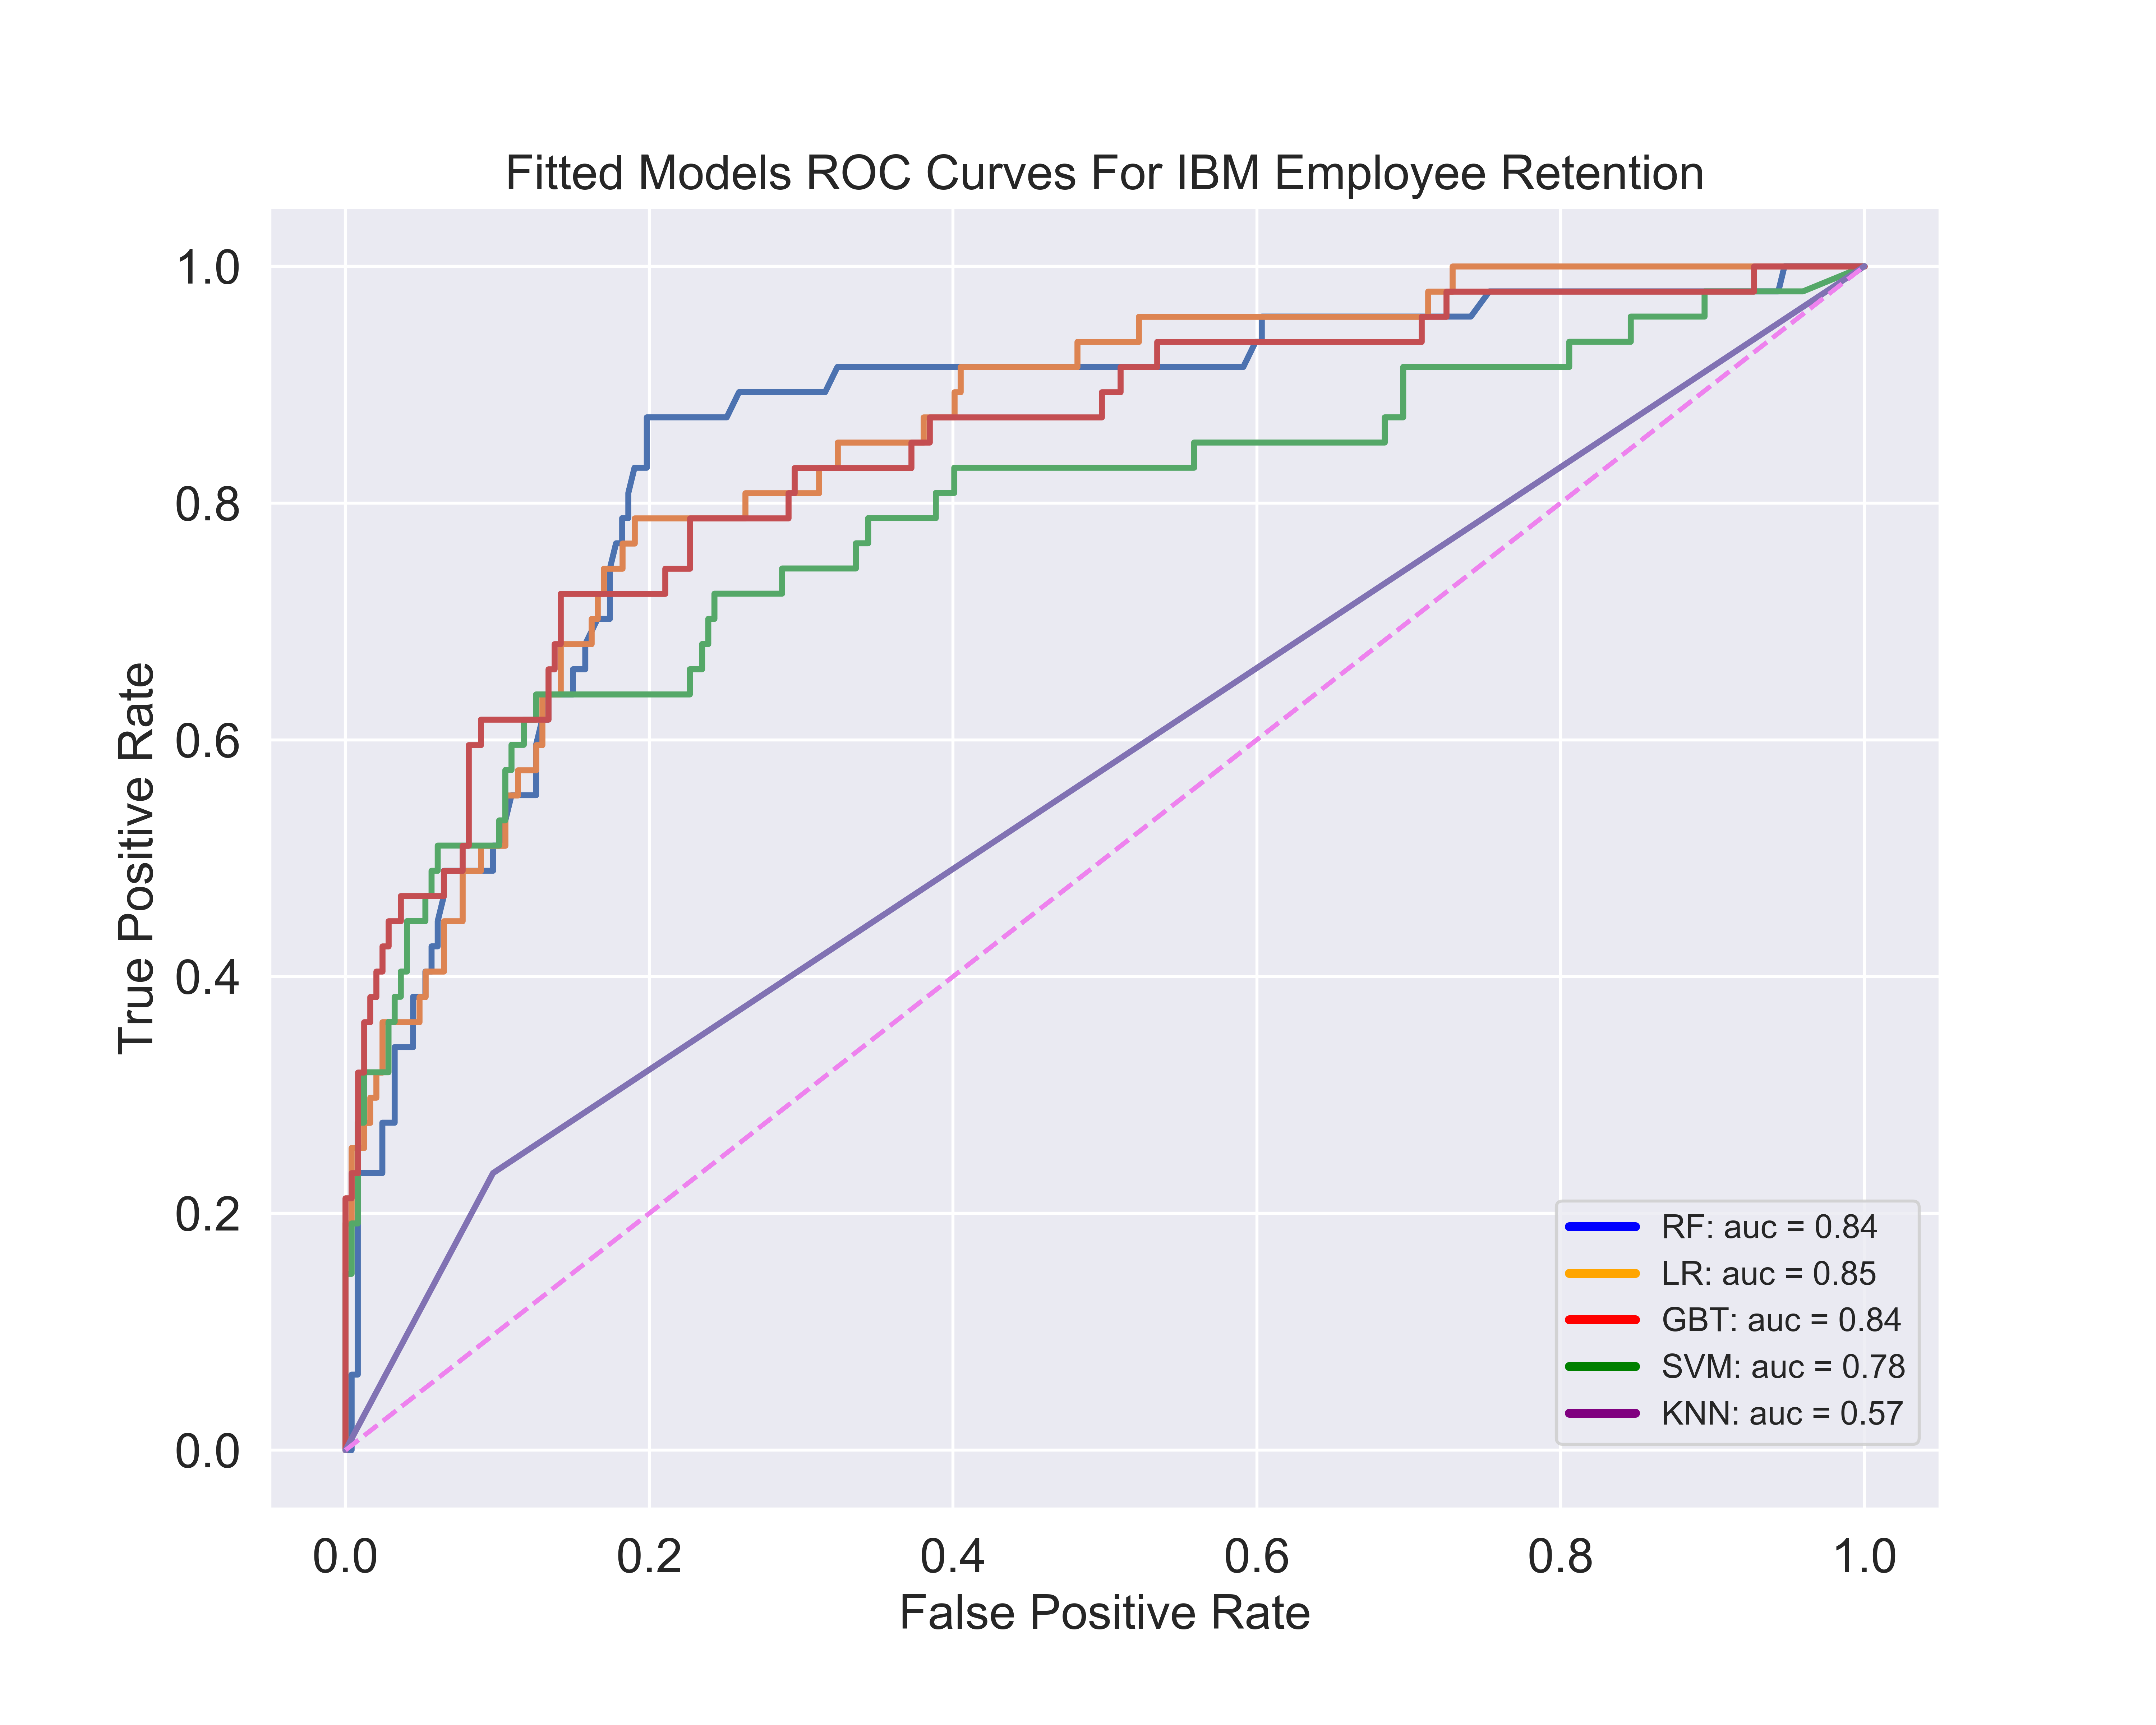 Fitted Models ROC Curves For IBM Employee Retention
1.0
0.8
0.6
0.4
0.2
0.0
True Positive Rate
RF: auc = 0.84
LR: auc = 0.85
GBT: auc = 0.84
SVM: auc = 0.78
KNN: auc = 0.57
0.0 0.2 0.4 0.6 0.8 1.0
False Positive Rate